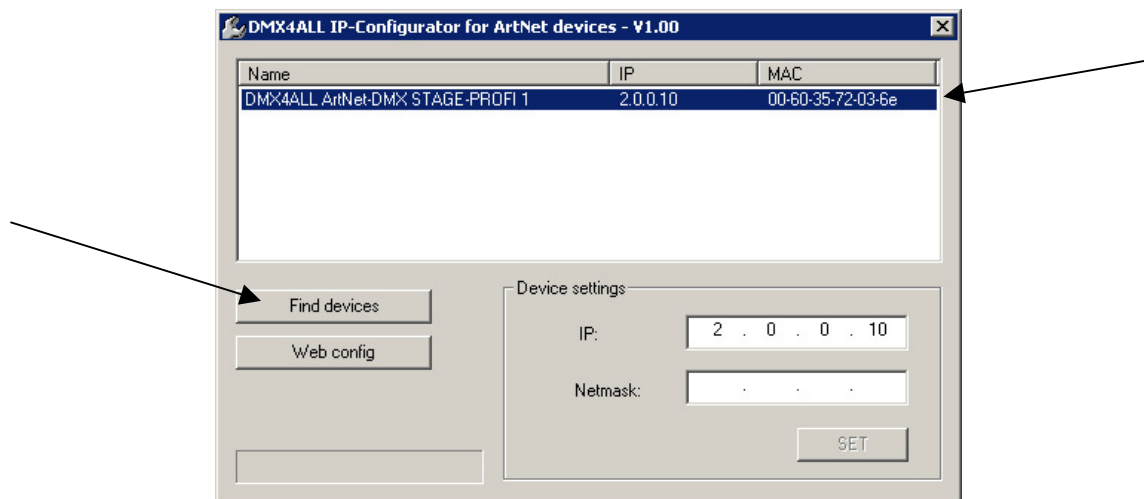 DMX4ALL IP-Configurator for ArtNet devices - V1.00
Name IP MAC
DMX4ALL ArtNet-DMX STAGE-PROFI 1 2.0.0.10 00-60-35-72-03-6e
Find devices
Web config
Device settings
IP: 2 . 0 . 0 . 10
Netmask: . . .
SET